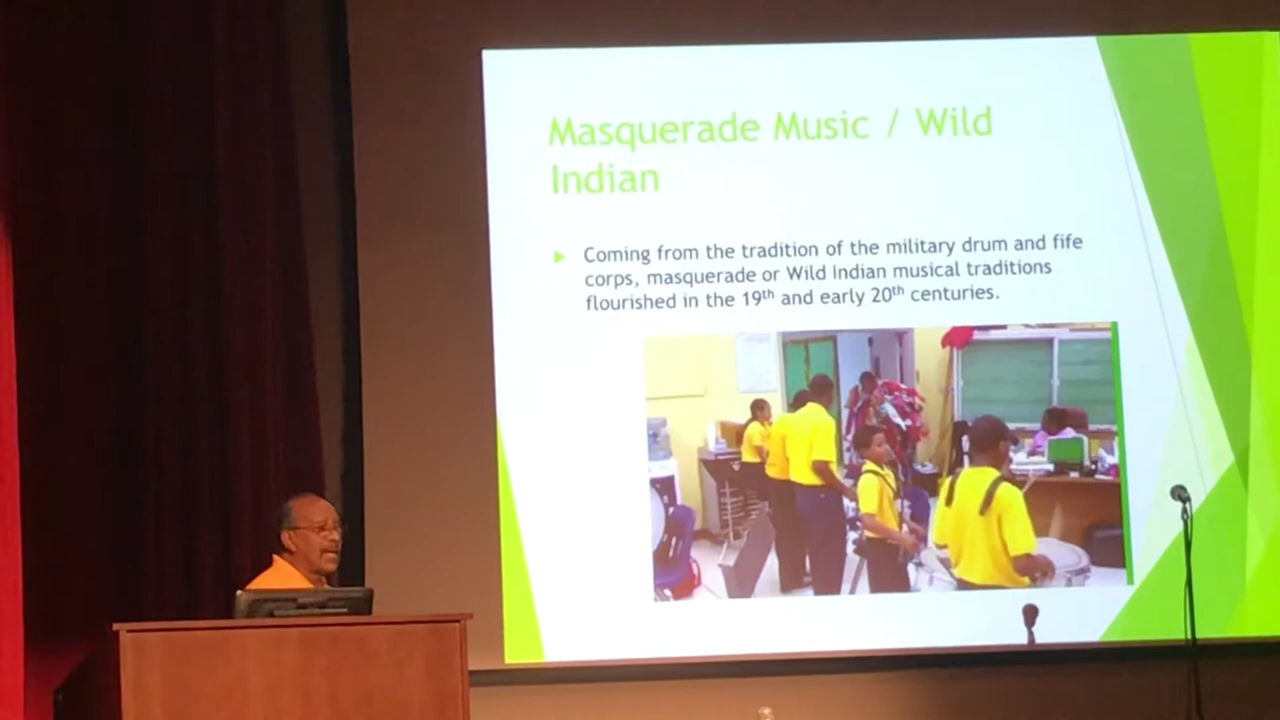 Masquerade Music / Wild
Indian
Coming from the tradition of the military drum and fife
corps, masquerade or Wild Indian musical traditions
flourished in the 19th and early 20th centuries.